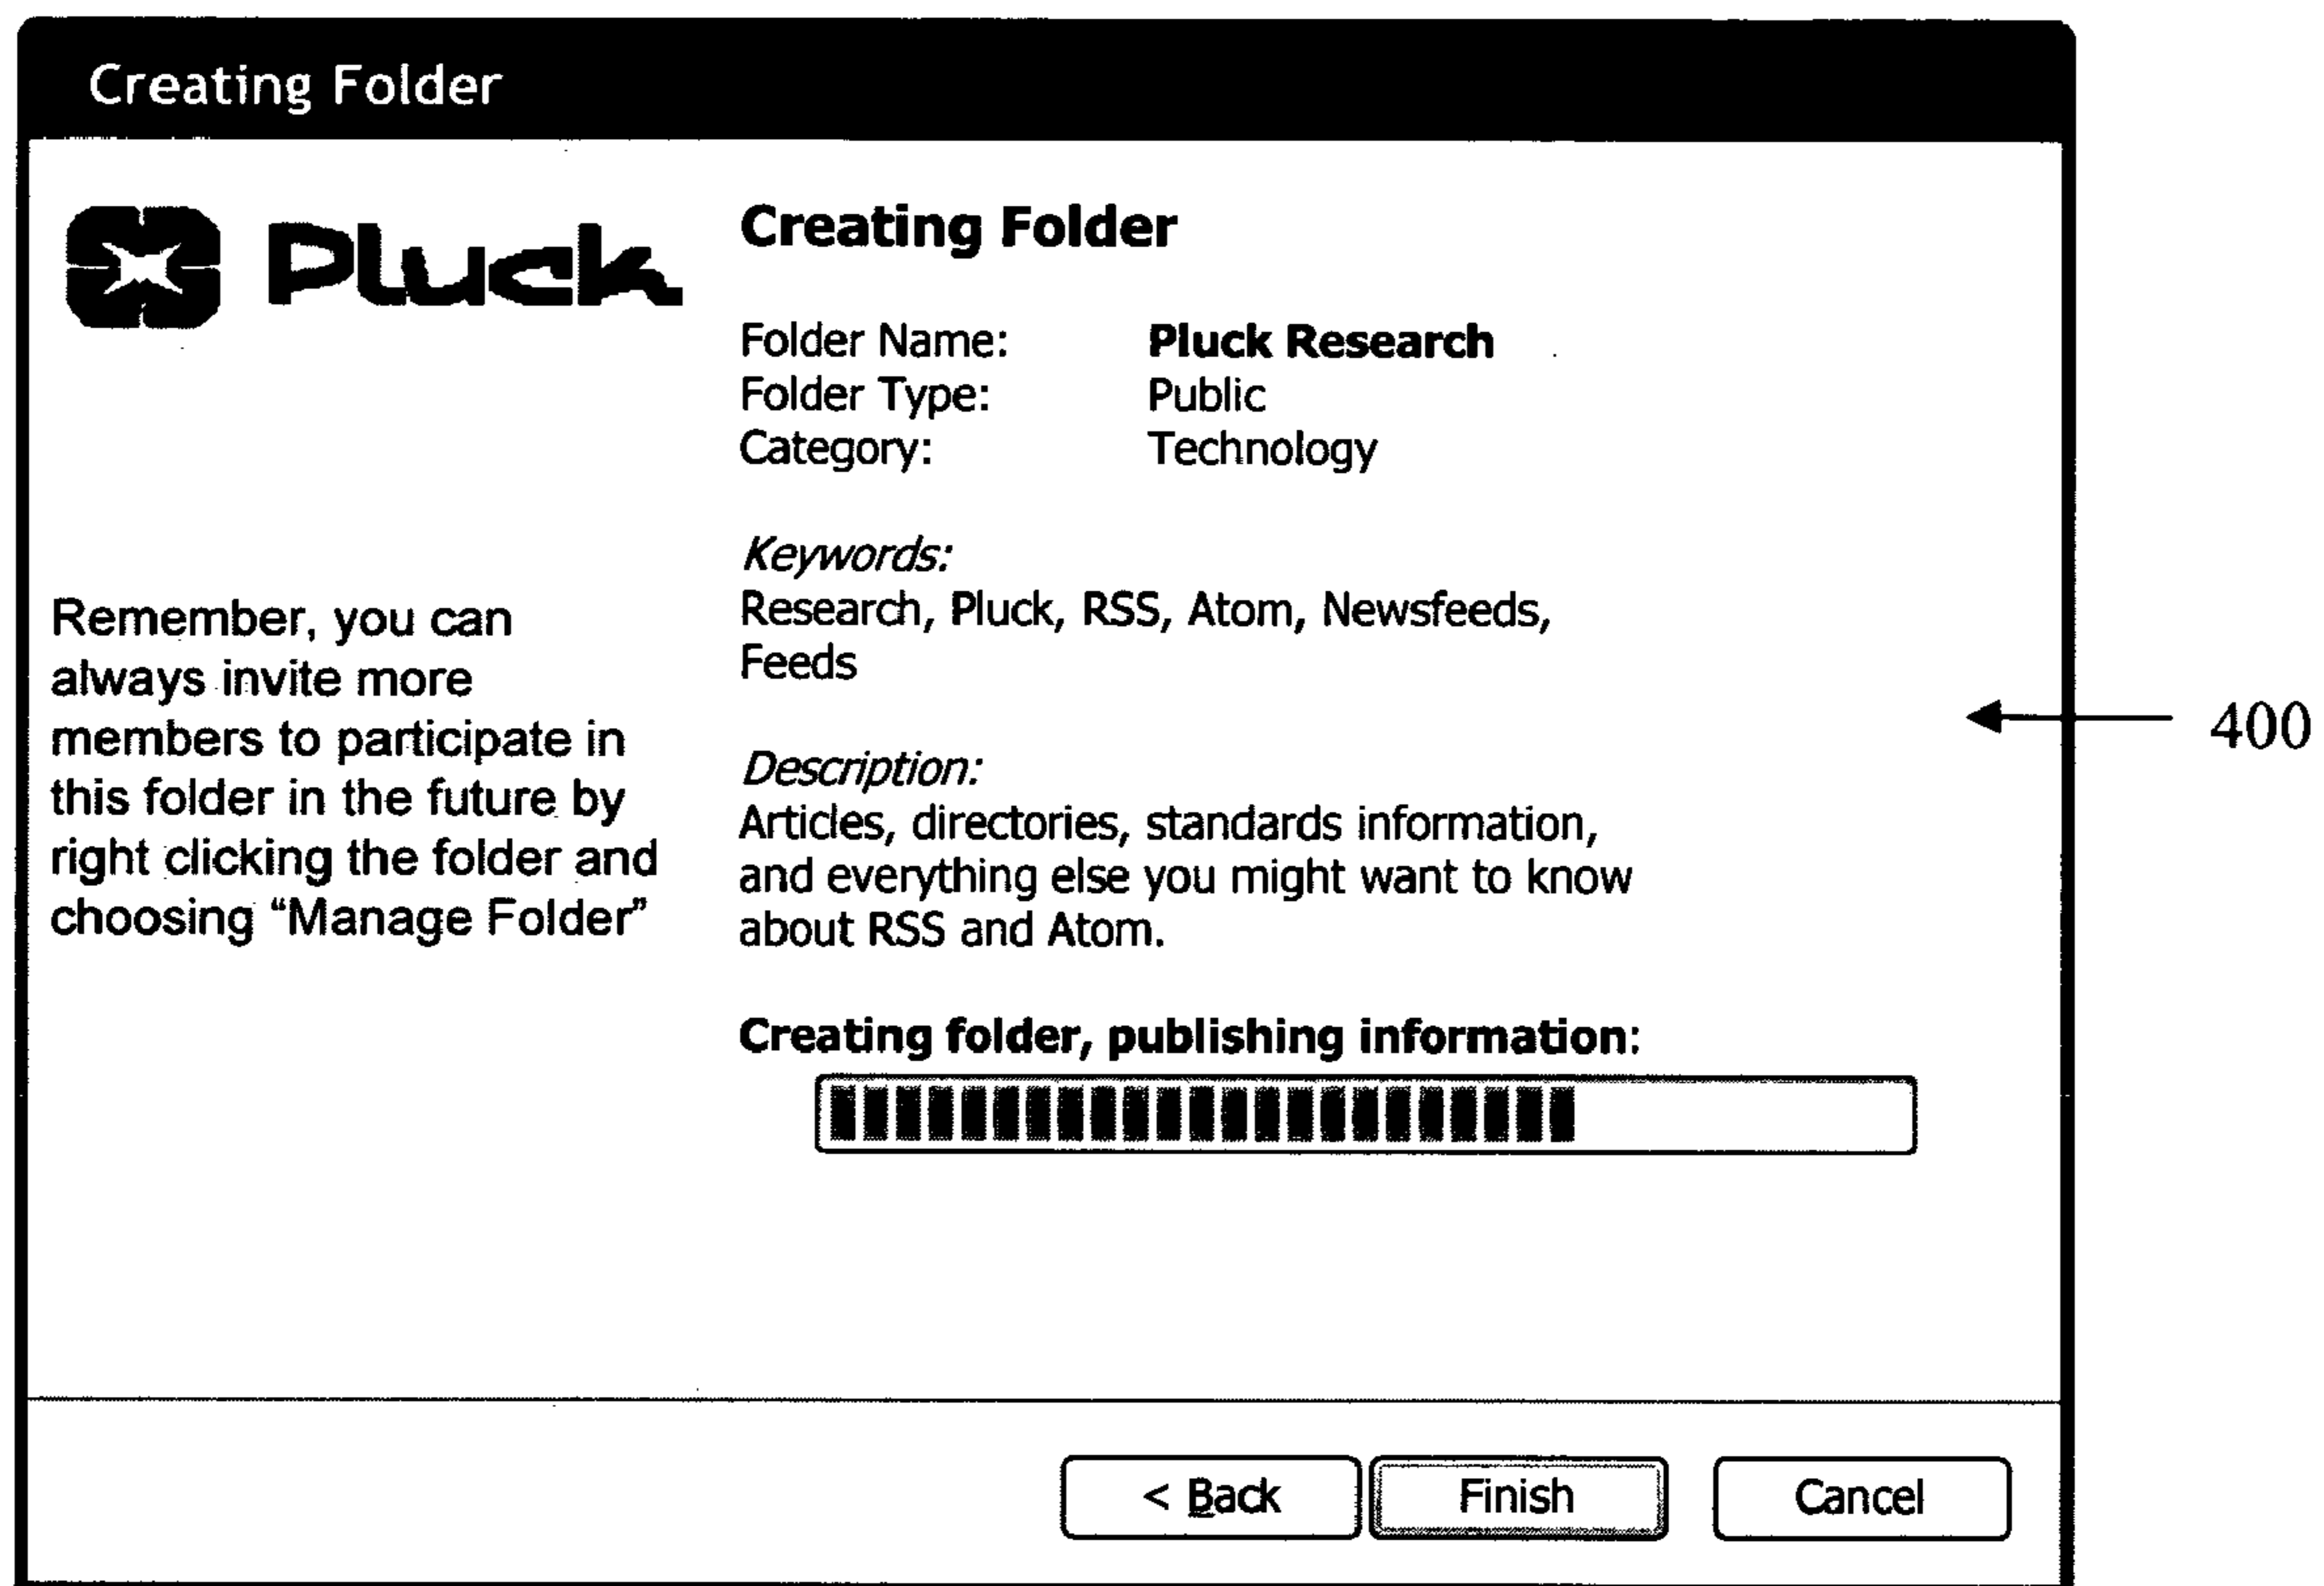 Creating Folder
Pluck
Creating Folder
Folder Name: Pluck Research
Folder Type: Public
Category: Technology
Keywords:
Research, Pluck, RSS, Atom, Newsfeeds,
Feeds
Remember, you can
always invite more
members to participate in
this folder in the future by
right clicking the folder and
choosing “Manage Folder”
Description:
Articles, directories, standards information,
and everything else you might want to know
about RSS and Atom.
Creating folder, publishing information:
400
< Back
Finish
Cancel